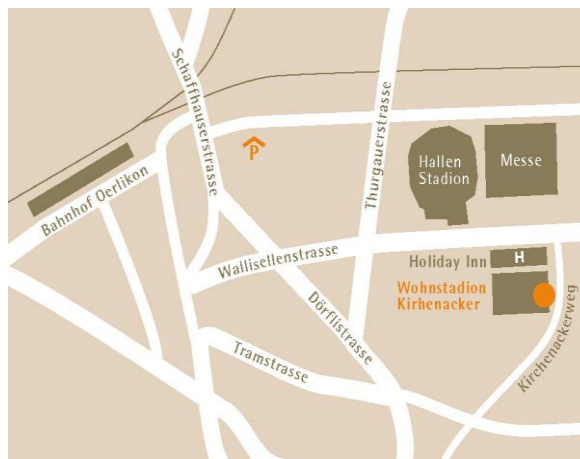 Schaffhauserstrasse
P
Thurgauerstrasse
Hallen
Stadion
Messe
Bahnhof Oerlikon
Wallisellenstrasse
Holiday Inn
H
Wohnstadion
Kirhenacker
Dörflistrasse
Tramstrasse
Kirchenackerweg